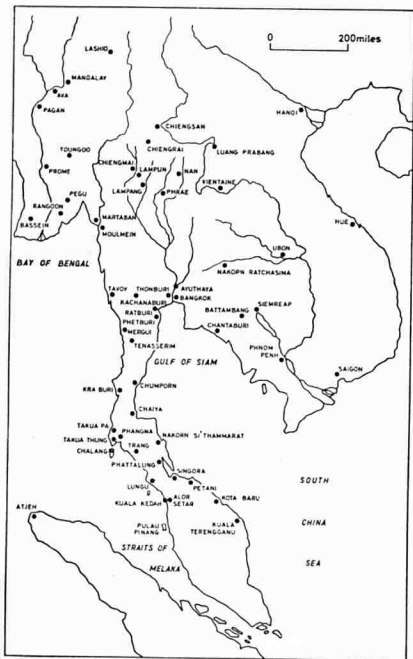 0 200miles
LASHIO
MANDALAY
AVA
PAGAN
CHIENGSAN
HANOI
CHIENGRAI
TOUNGOO
LUANG PRABANG
CHIENGMAI
LAMPUN
NAN
PROME
LAMPANG
PHRAE
VIENTAINE
PEGU
RANGOON
BASSEIN
MARTABAN
MOULMEIN
HUE
UBON
BAY OF BENGAL
NAKORN RATCHASIMA
AYUTHAYA
TAVOY
THONBURI
BANGKOK
KACHANABURI
SIEMREAP
RATBURI
BATTAMBANG
PHETBURI
CHANTABURI
MERGUI
TENASSERIM
PHNOM
PENH
GULF OF SIAM
SAIGON
KRA BURI
CHUMPORN
CHAIYA
TAKUA PA
PHANGNA
NAKORN SI THAMMARAT
TAKUA THUNG
TRANG
CHALANG
PHATTALUNG
SINGORA
LUNGU
PETANI
SOUTH
ALOR
SETAR
KOTA BARU
KUALA KEDAH
ATJEH
PULAU
PINANG
KUALA
TERENGGANU
CHINA
STRAITS OF
MELAKA
SEA